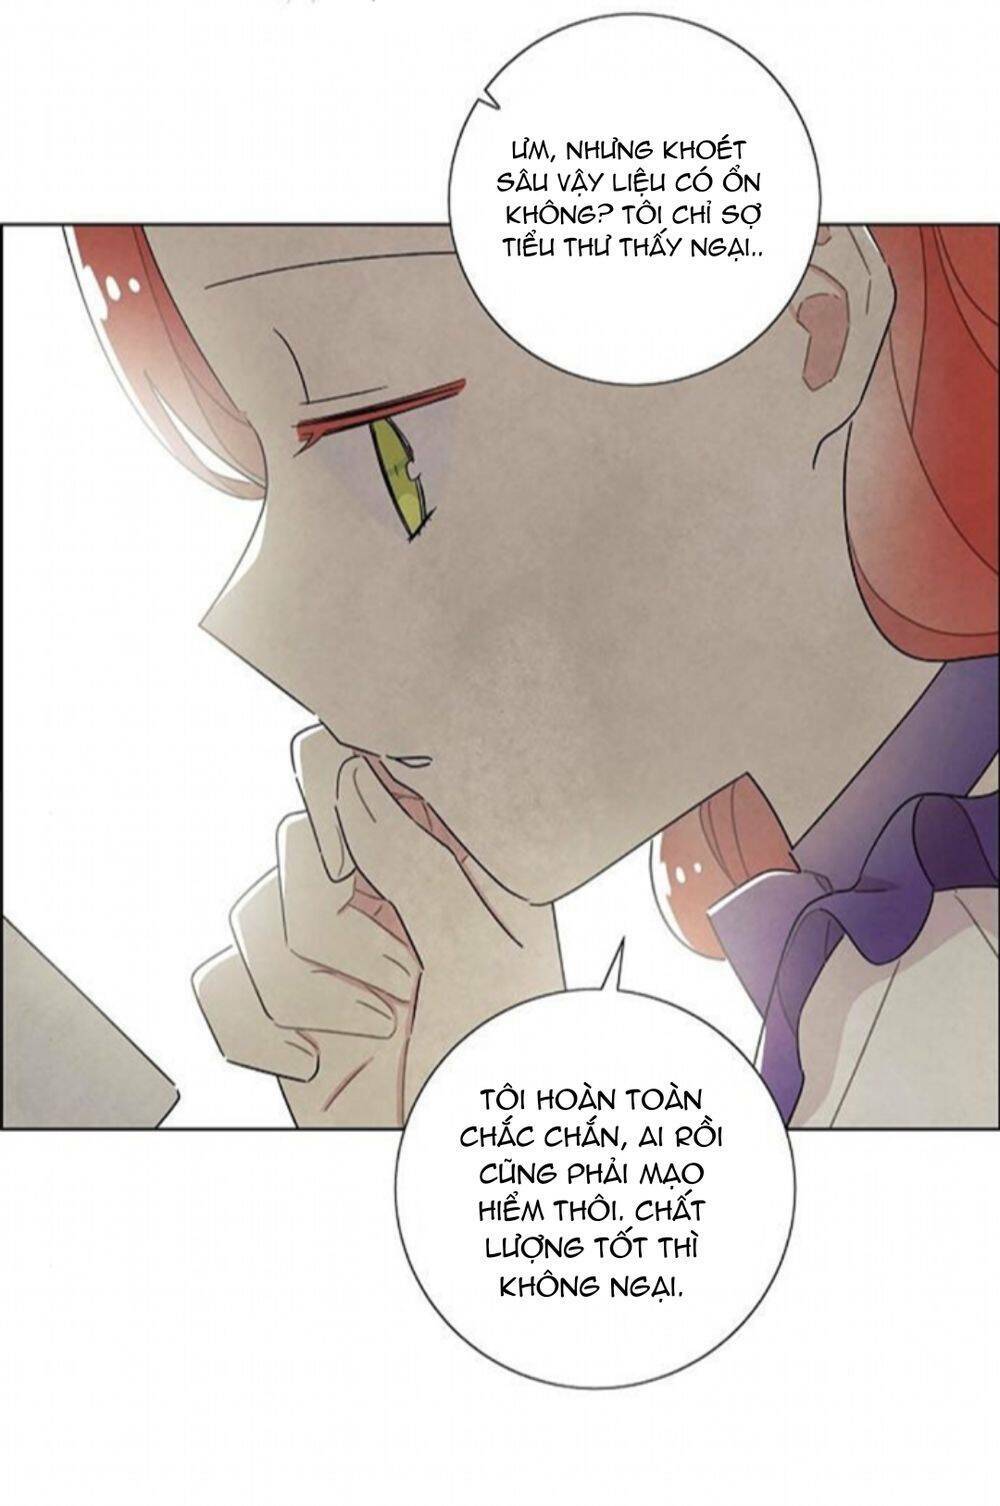 ƯM, NHƯNG KHOÉT
SÂU VẬY LIỆU CÓ ỔN
KHÔNG? TÔI CHỈ SỢ
TIỂU THƯ THẤY NGẠI..
TÔI HOÀN TOÀN
CHẮC CHẮN, AI RỒI
CŨNG PHẢI MẠO
HIỂM THÔI. CHẤT
LƯỢNG TỐT THÌ
KHÔNG NGẠI.